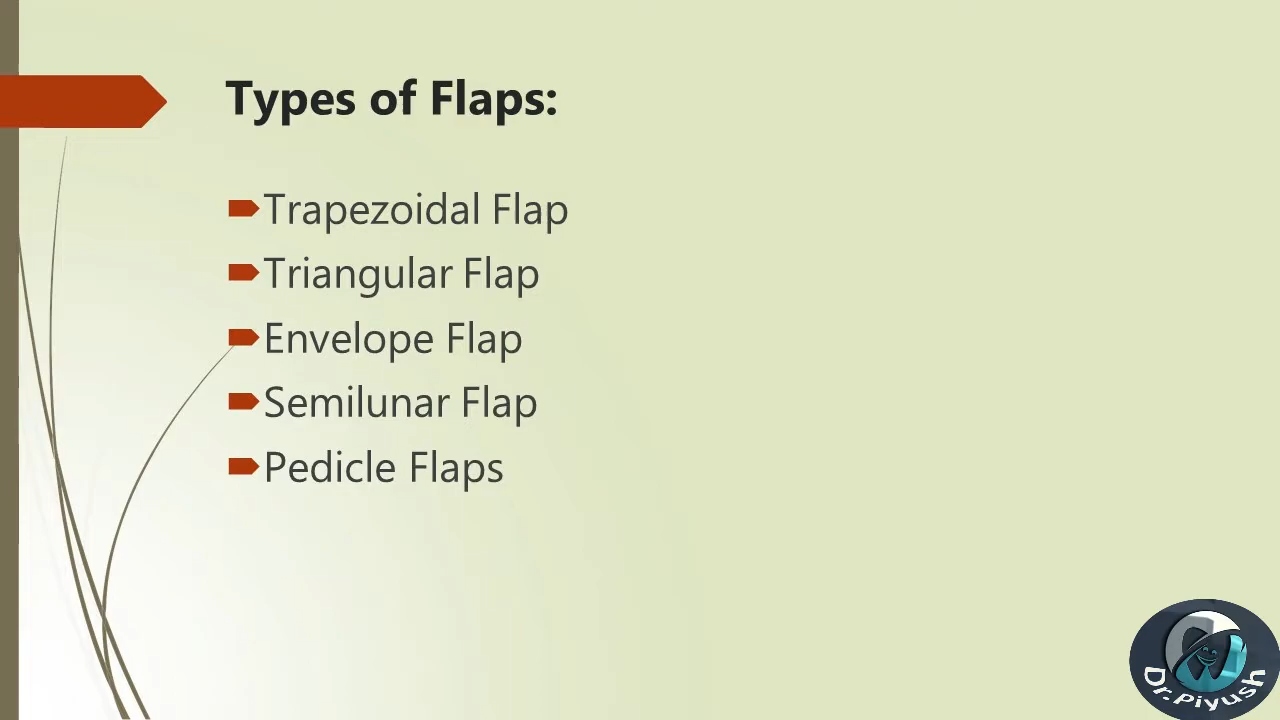 Types of Flaps:
Trapezoidal Flap
Triangular Flap
Envelope Flap
Semilunar Flap
Pedicle Flaps
Dr.Piyush